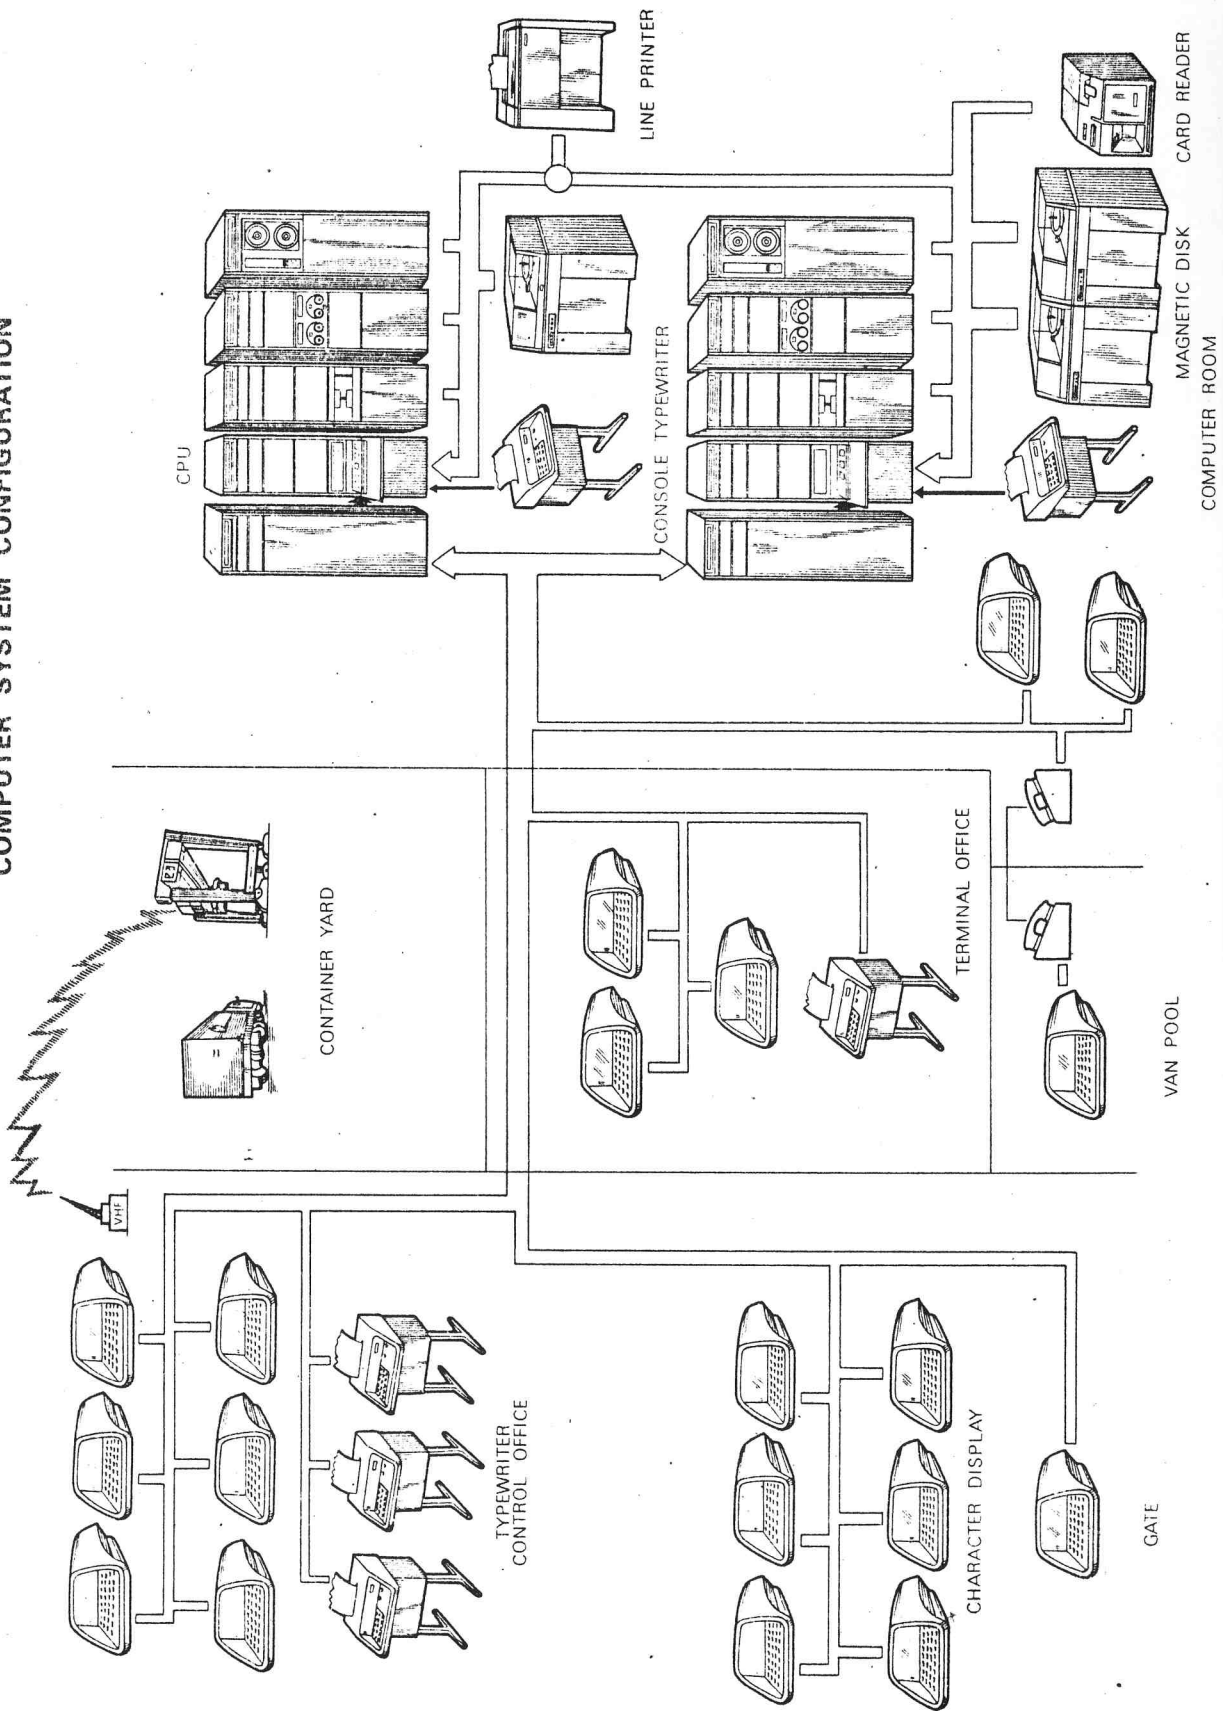 COMPUTER SYSTEM CONFIGURATION
VHF
CONTAINER YARD
CPU
LINE PRINTER
CONSOLE TYPEWRITER
TYPEWRITER
CONTROL OFFICE
TERMINAL OFFICE
CHARACTER DISPLAY
GATE
VAN POOL
MAGNETIC DISK
CARD READER
COMPUTER ROOM